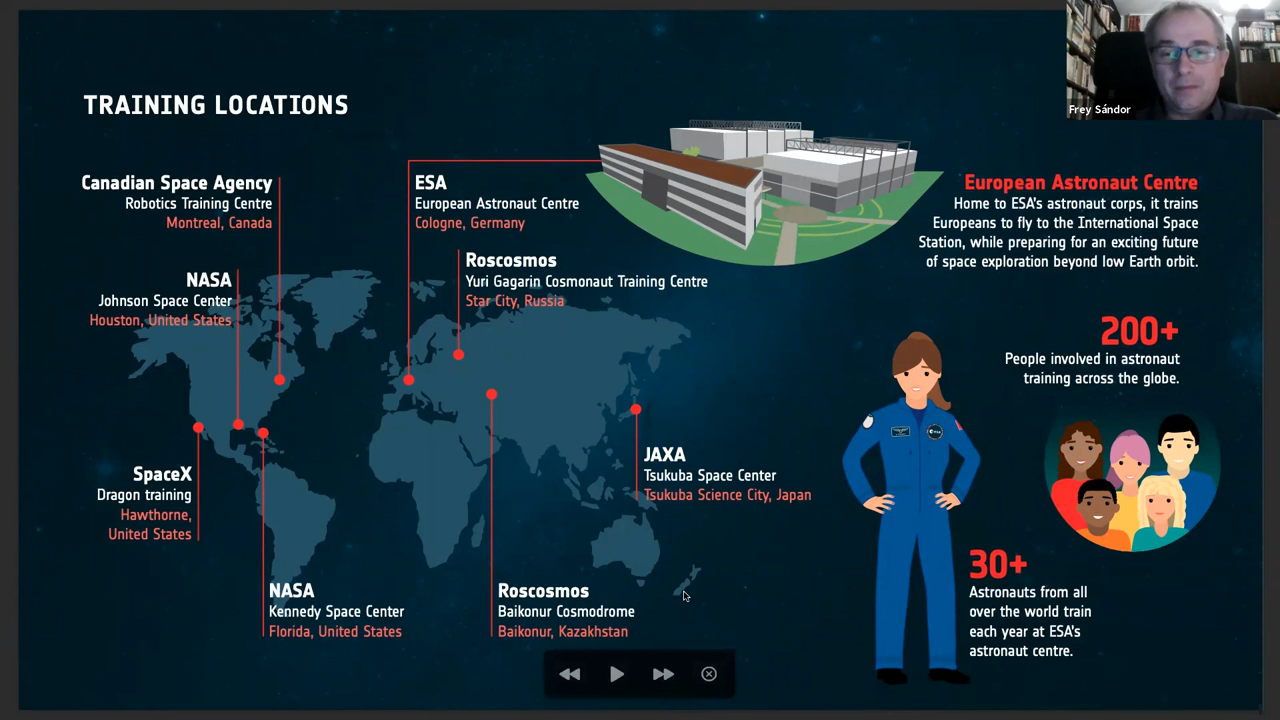 Frey Sándor
TRAINING LOCATIONS
Canadian Space Agency
Robotics Training Centre
Montreal, Canada
ESA
European Astronaut Centre
Cologne, Germany
European Astronaut Centre
Home to ESA's astronaut corps, it trains
Europeans to fly to the International Space
Station, while preparing for an exciting future
of space exploration beyond low Earth orbit.
NASA
Johnson Space Center
Houston, United States
Roscosmos
Yuri Gagarin Cosmonaut Training Centre
Star City, Russia
200+
People involved in astronaut
training across the globe.
SpaceX
Dragon training
Hawthorne,
United States
JAXA
Tsukuba Space Center
Tsukuba Science City, Japan
NASA
Kennedy Space Center
Florida, United States
Roscosmos
Baikonur Cosmodrome
Baikonur, Kazakhstan
30+
Astronauts from all
over the world train
each year at ESA's
astronaut centre.